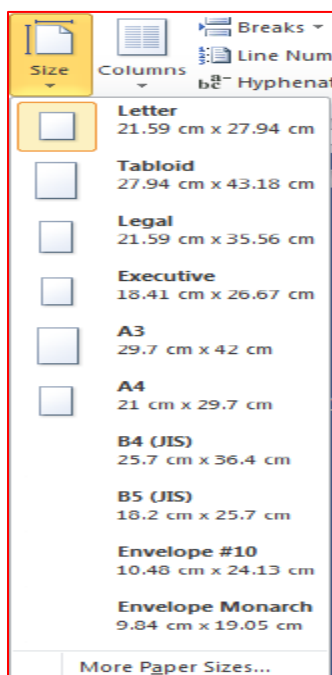 Size
Columns
Breaks
Line Num
Hyphenat
Letter
21.59 cm x 27.94 cm
Tabloid
27.94 cm x 43.18 cm
Legal
21.59 cm x 35.56 cm
Executive
18.41 cm x 26.67 cm
A3
29.7 cm x 42 cm
A4
21 cm x 29.7 cm
B4 (JIS)
25.7 cm x 36.4 cm
B5 (JIS)
18.2 cm x 25.7 cm
Envelope #10
10.48 cm x 24.13 cm
Envelope Monarch
9.84 cm x 19.05 cm
More Paper Sizes...